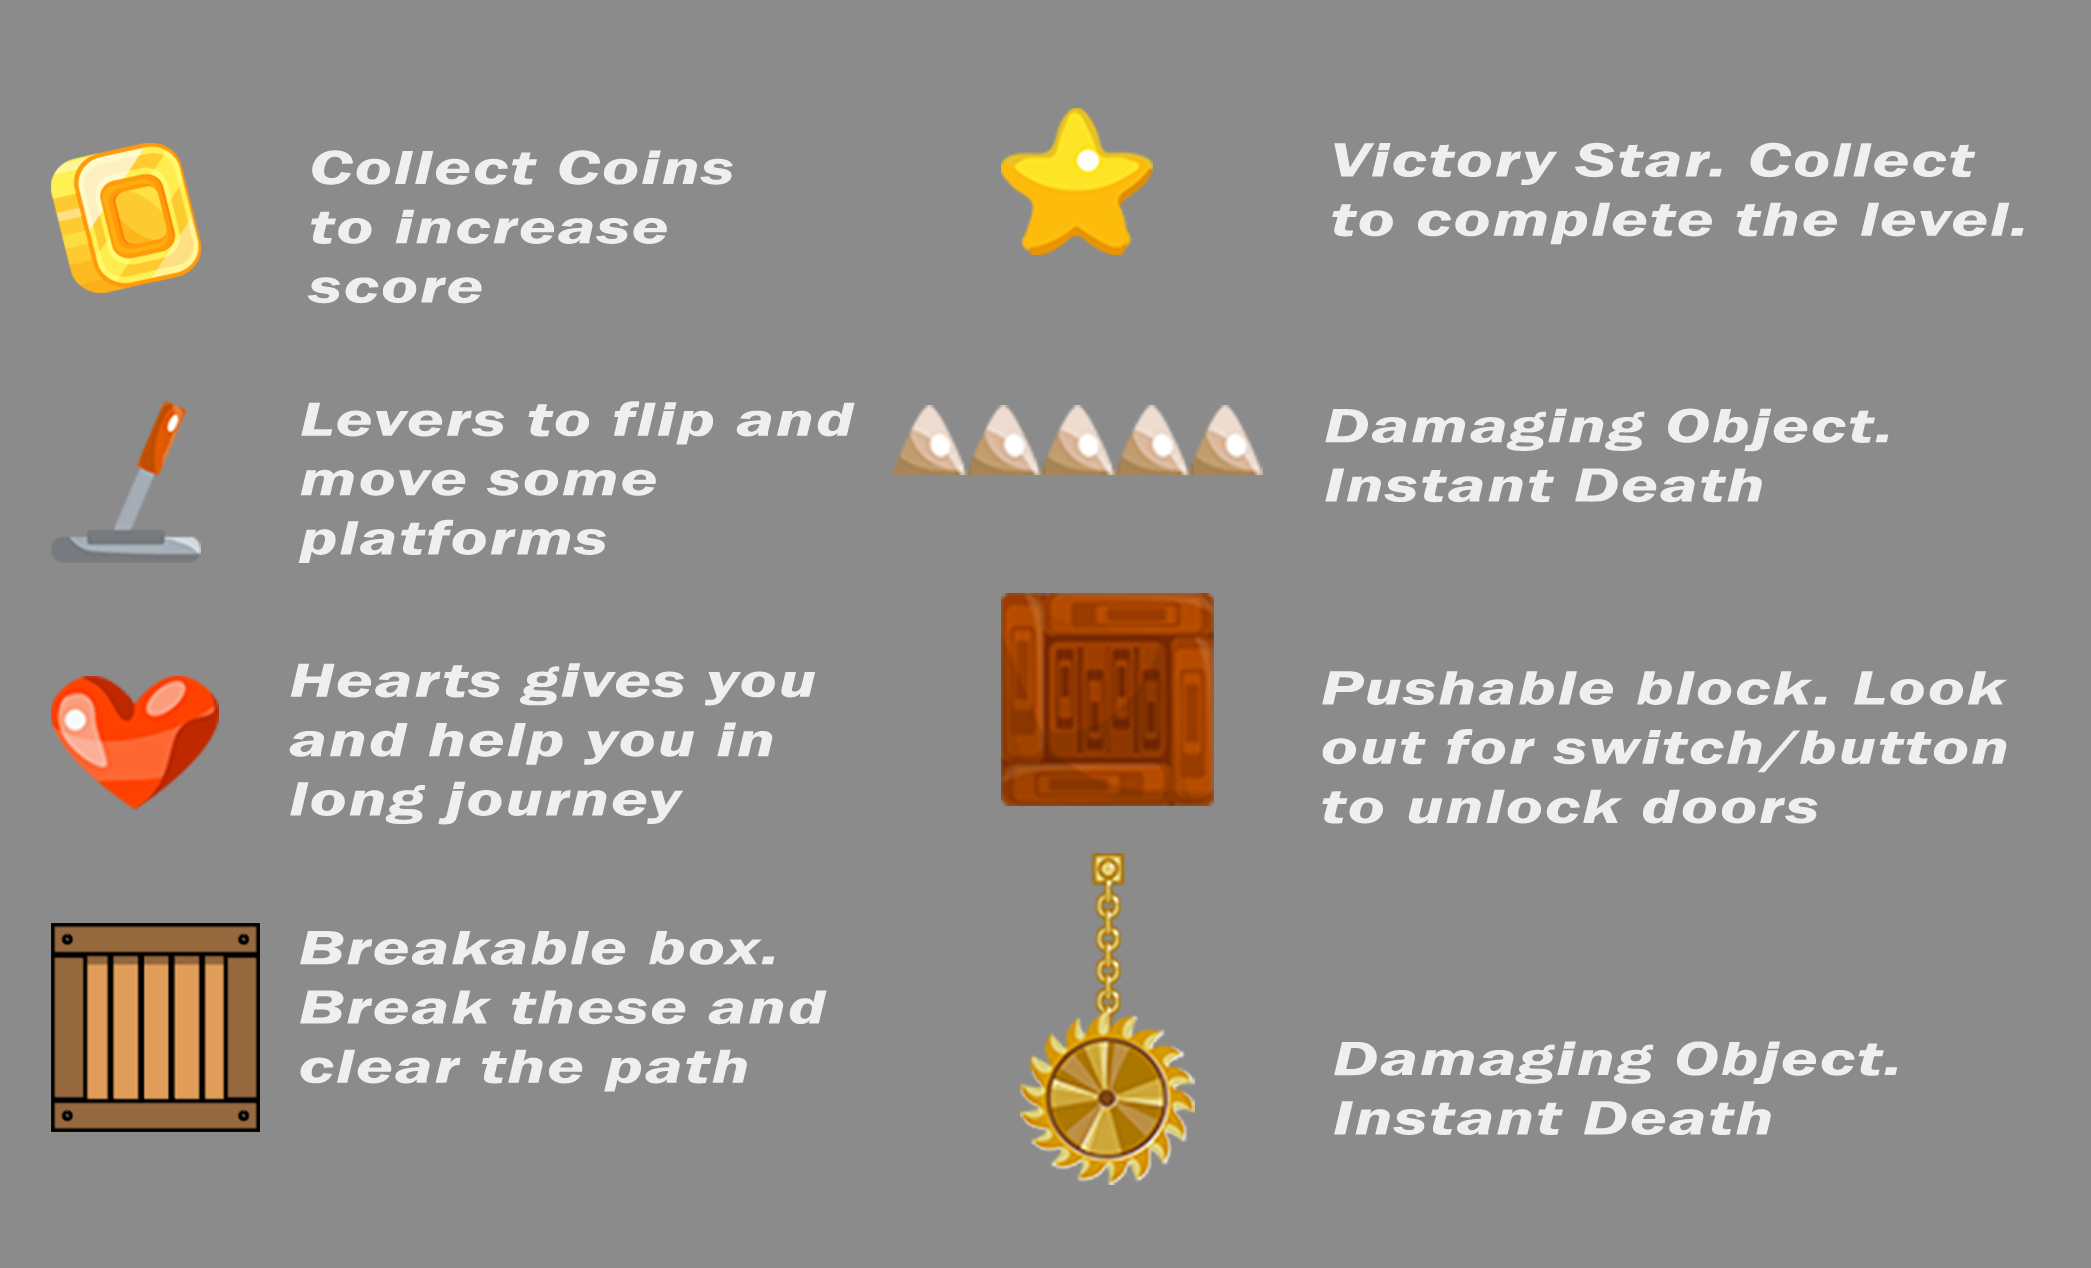 Collect Coins
to increase
score
Levers to flip and
move some
platforms
Hearts gives you
and help you in
long journey
Breakable box.
Break these and
clear the path
Victory Star. Collect
to complete the level.
Damaging Object.
Instant Death
Pushable block. Look
out for switch/button
to unlock doors
Damaging Object.
Instant Death